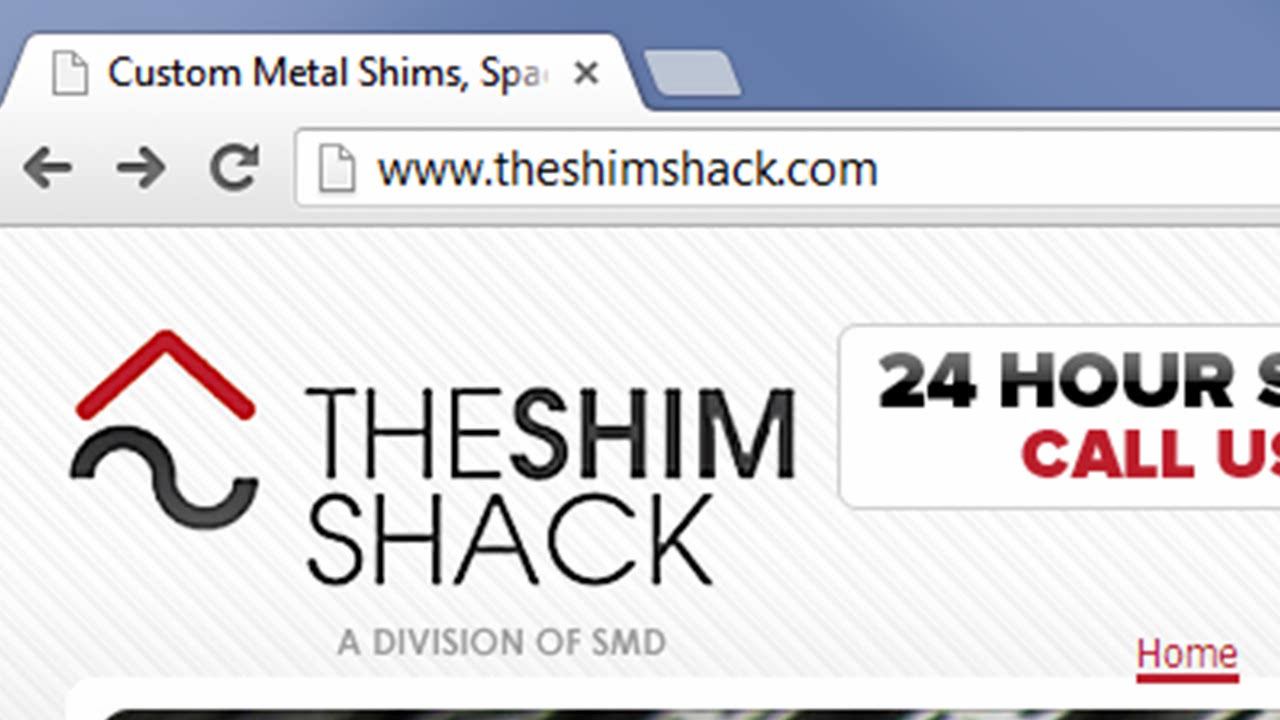 Custom Metal Shims, Spa
www.theshimshack.com
THESHIM
SHACK
A DIVISION OF SMD
24 HOUR
CALL US
Home